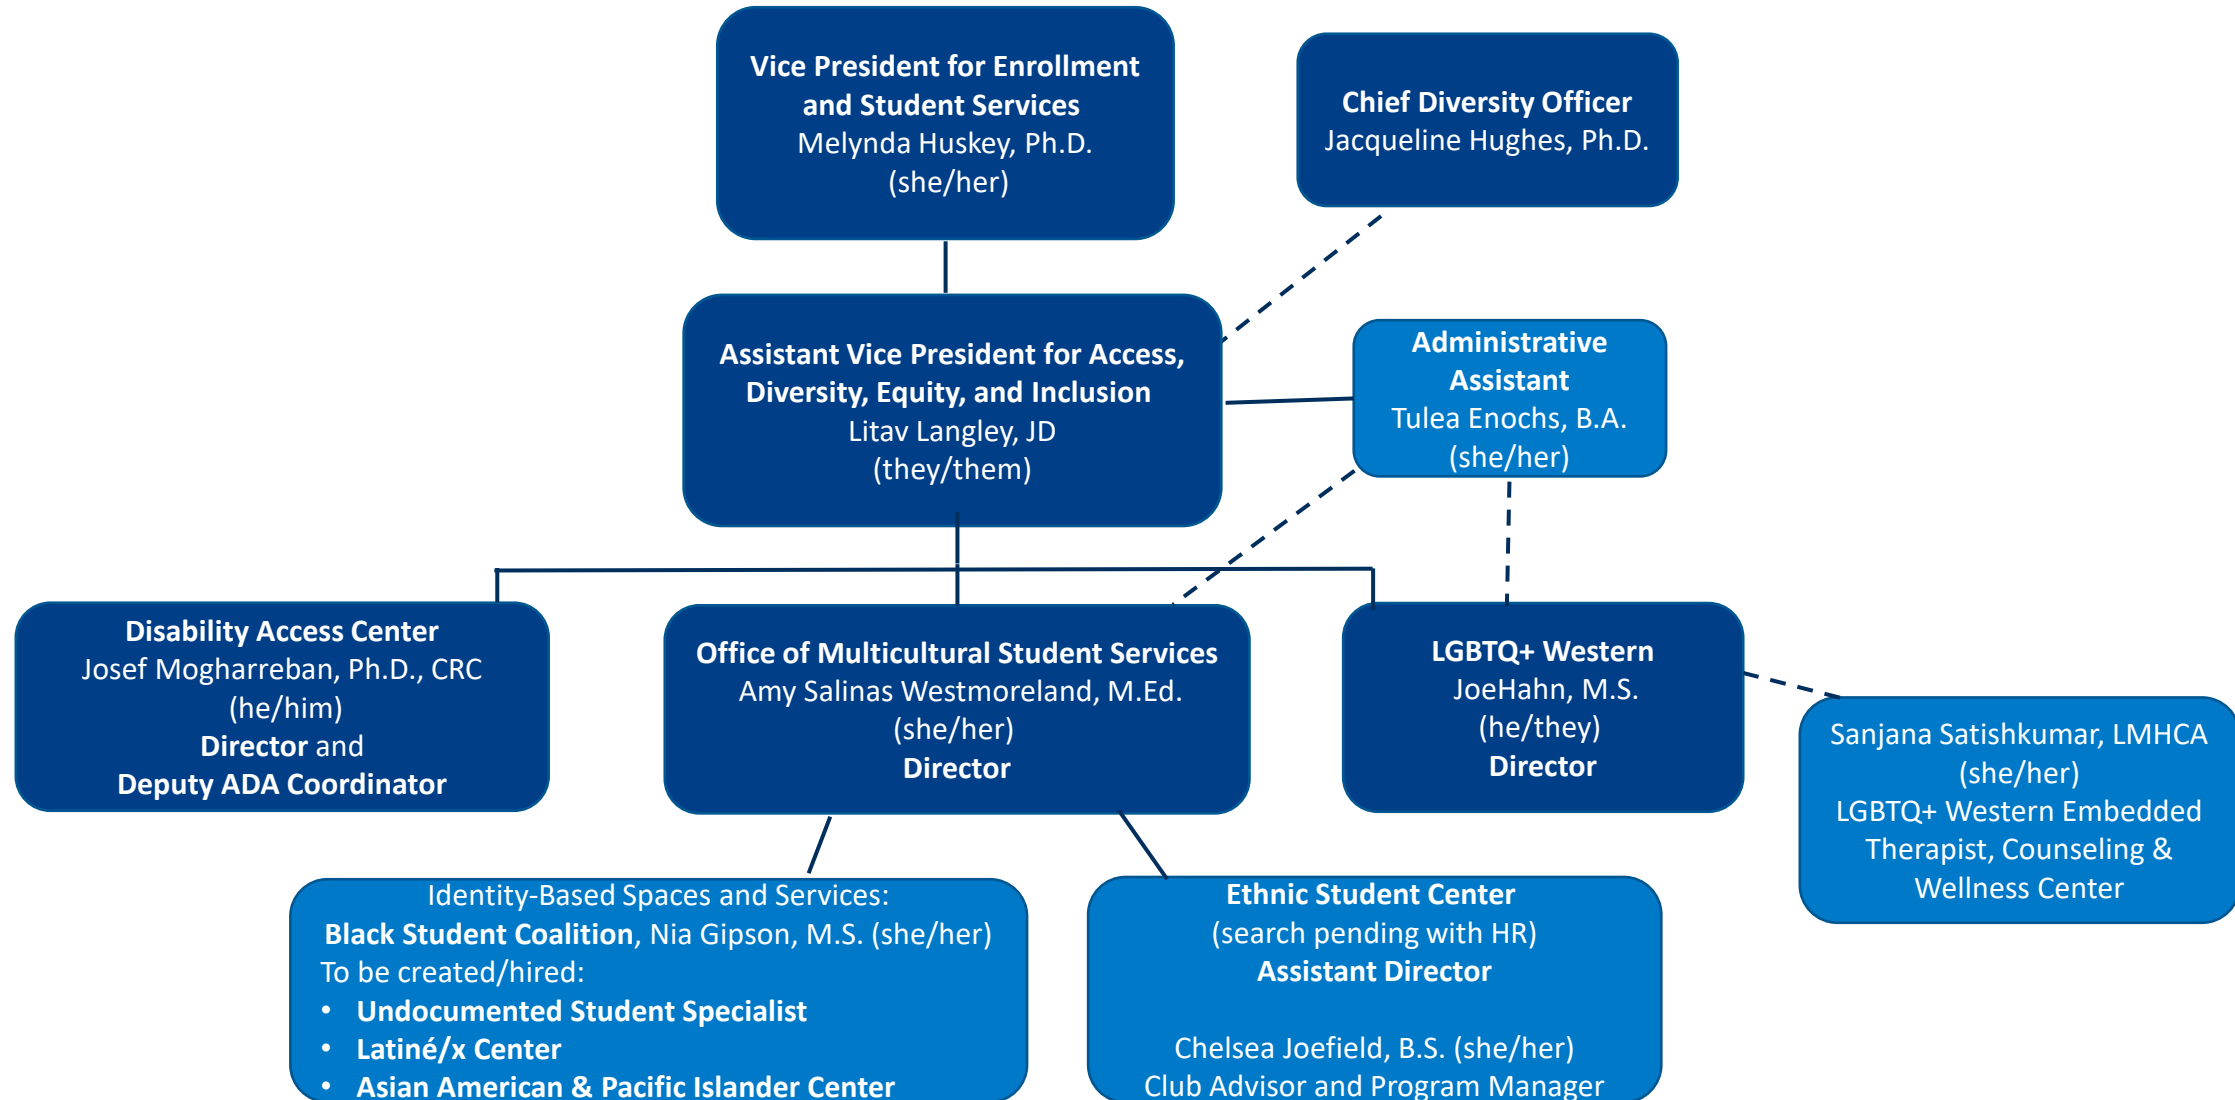 Vice President for Enrollment
and Student Services
Melynda Huskey, Ph.D.
(she/her)
Chief Diversity Officer
Jacqueline Hughes, Ph.D.
Assistant Vice President for Access,
Diversity, Equity, and Inclusion
Litav Langley, JD
(they/them)
Administrative
Assistant
Tulea Enochs, B.A.
(she/her)
Disability Access Center
Josef Mogharreban, Ph.D., CRC
(he/him)
Director and
Deputy ADA Coordinator
Office of Multicultural Student Services
Amy Salinas Westmoreland, M.Ed.
(she/her)
Director
LGBTQ+ Western
JoeHahn, M.S.
(he/they)
Director
Sanjana Satishkumar, LMHCA
(she/her)
LGBTQ+ Western Embedded
Therapist, Counseling &
Wellness Center
Identity-Based Spaces and Services:
Black Student Coalition, Nia Gipson, M.S. (she/her)
To be created/hired:
• Undocumented Student Specialist
• Latiné/x Center
• Asian American & Pacific Islander Center
Ethnic Student Center
(search pending with HR)
Assistant Director
Chelsea Joefield, B.S. (she/her)
Club Advisor and Program Manager